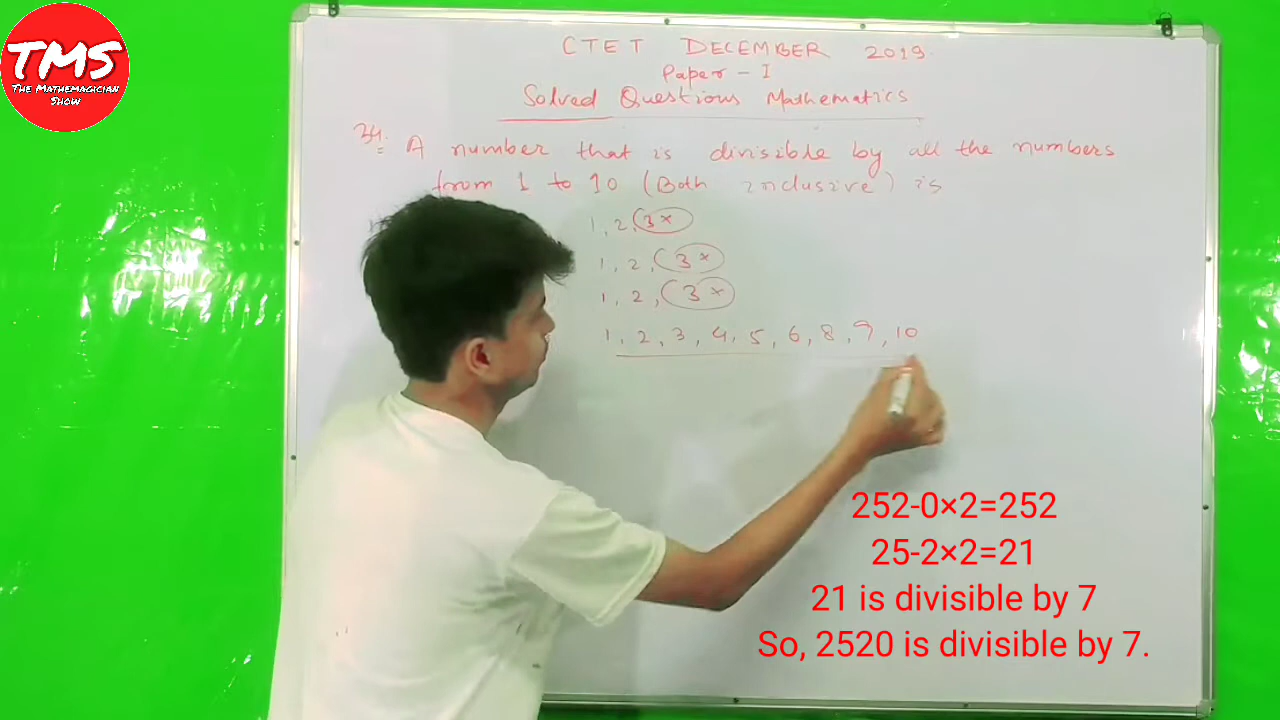 TMS
THE MATHEMAGICIAN
SHOW
CTET DECEMBER 2019
Paper - I
Solved Questions Mathematics
34. A number that is divisible by all the numbers
from 1 to 10 (Both inclusive) is
1, 2, 3 ×
1, 2, 3 ×
1, 2, 3 ×
1, 2, 3, 4, 5, 6, 8, 9, 10
252-0×2=252
25-2×2=21
21 is divisible by 7
So, 2520 is divisible by 7.